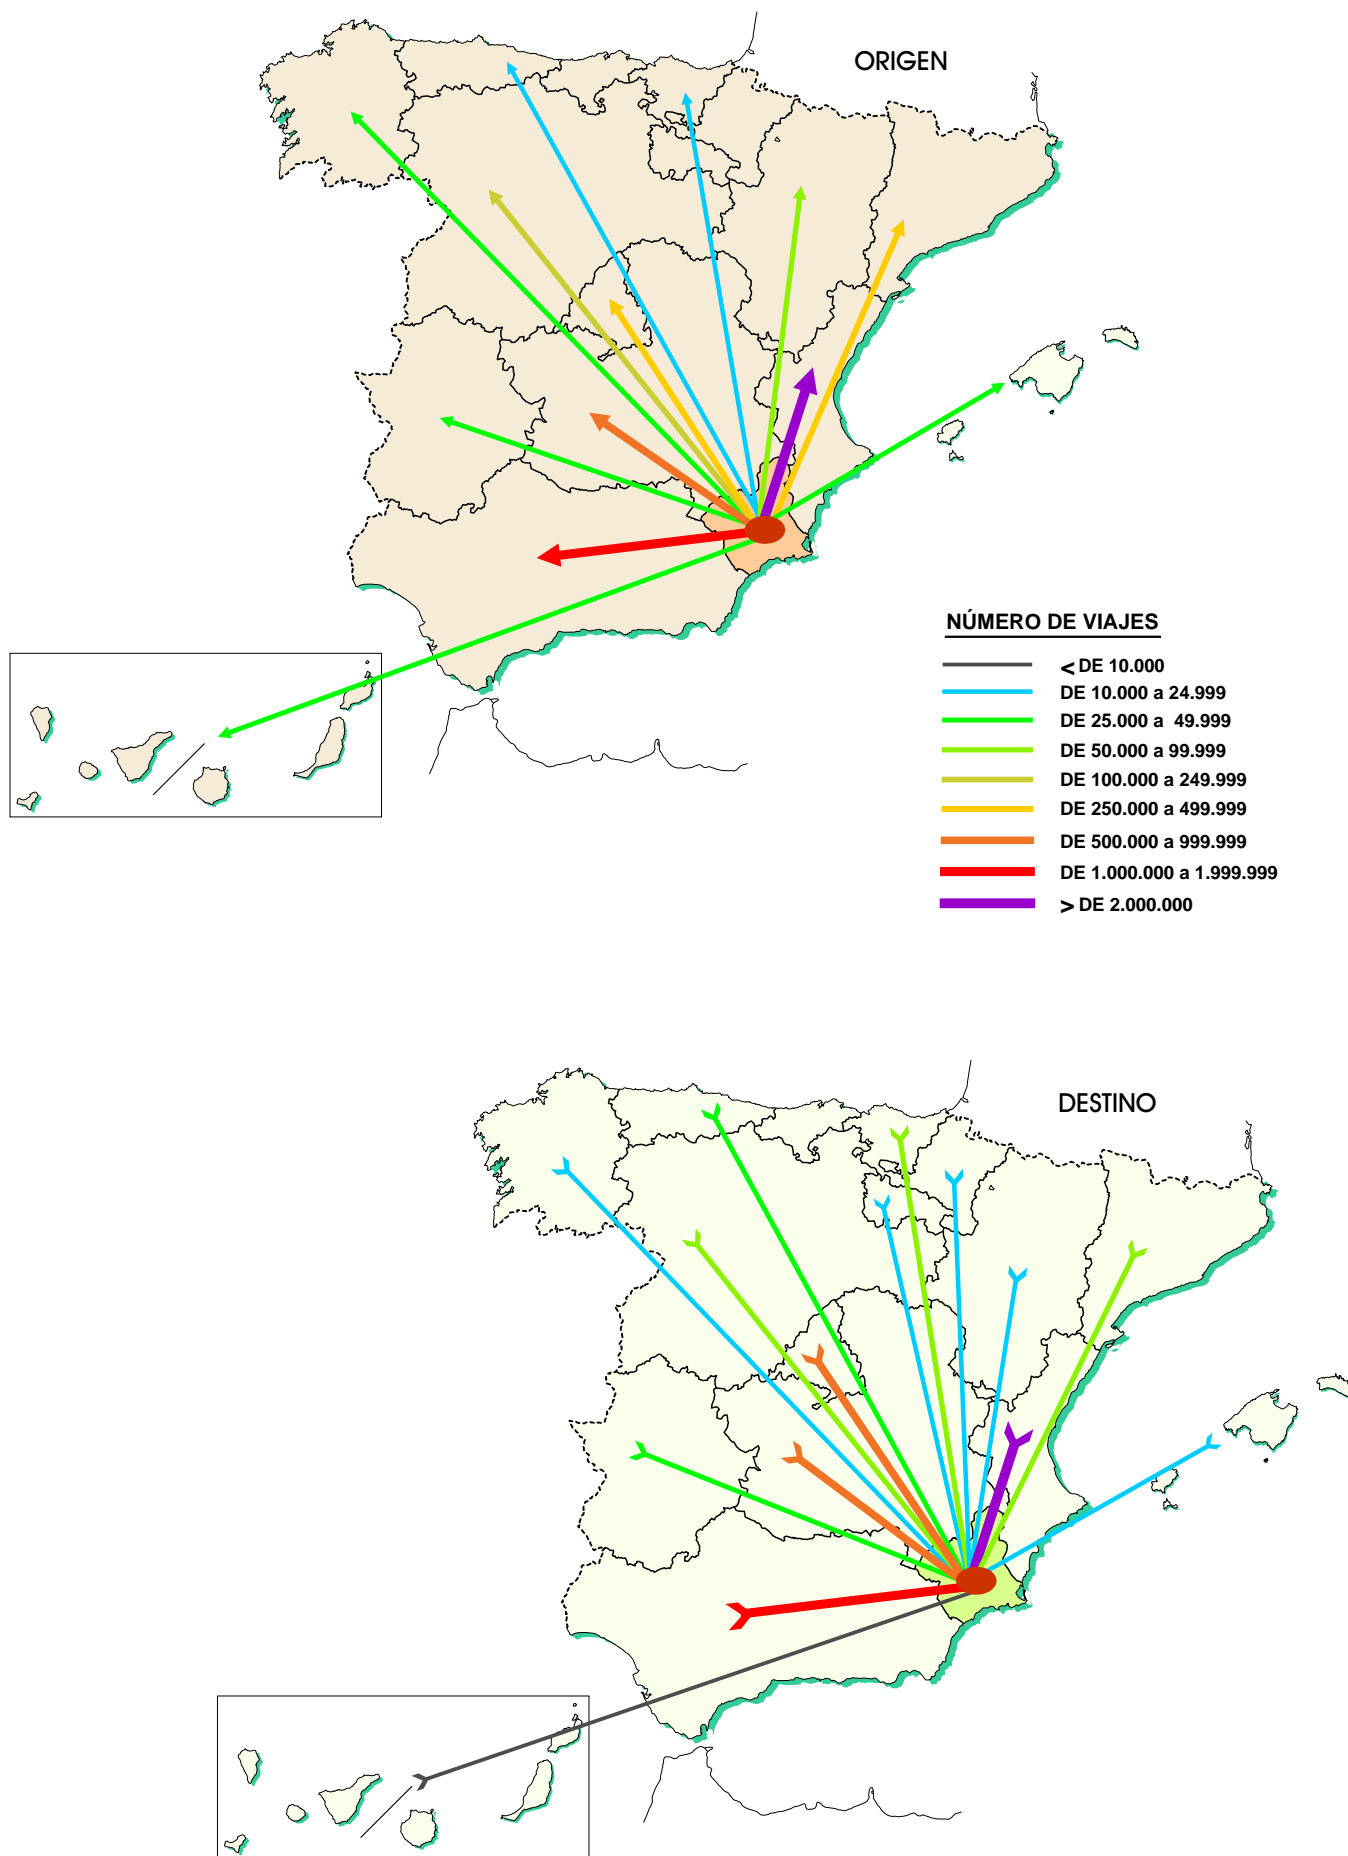 ORIGEN
NÚMERO DE VIAJES
< DE 10.000
DE 10.000 a 24.999
DE 25.000 a 49.999
DE 50.000 a 99.999
DE 100.000 a 249.999
DE 250.000 a 499.999
DE 500.000 a 999.999
DE 1.000.000 a 1.999.999
> DE 2.000.000
DESTINO